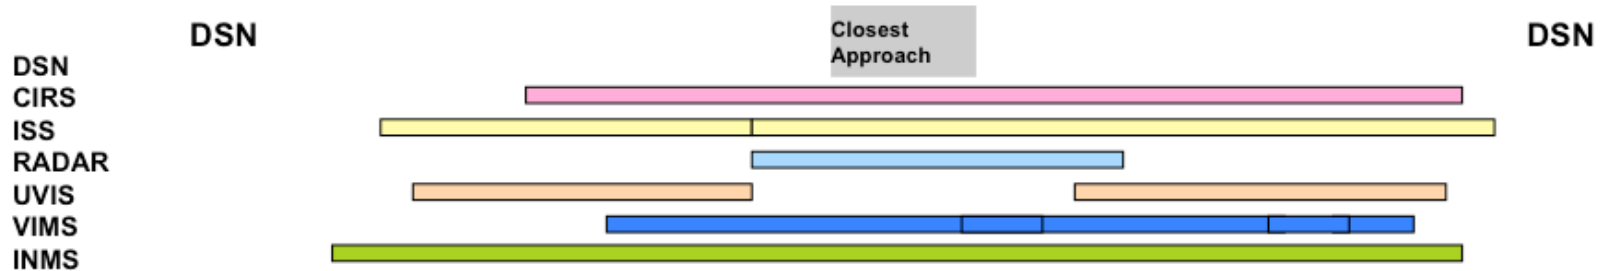 DSN
Closest
Approach
DSN
DSN
CIRS
ISS
RADAR
UVIS
VIMS
INMS